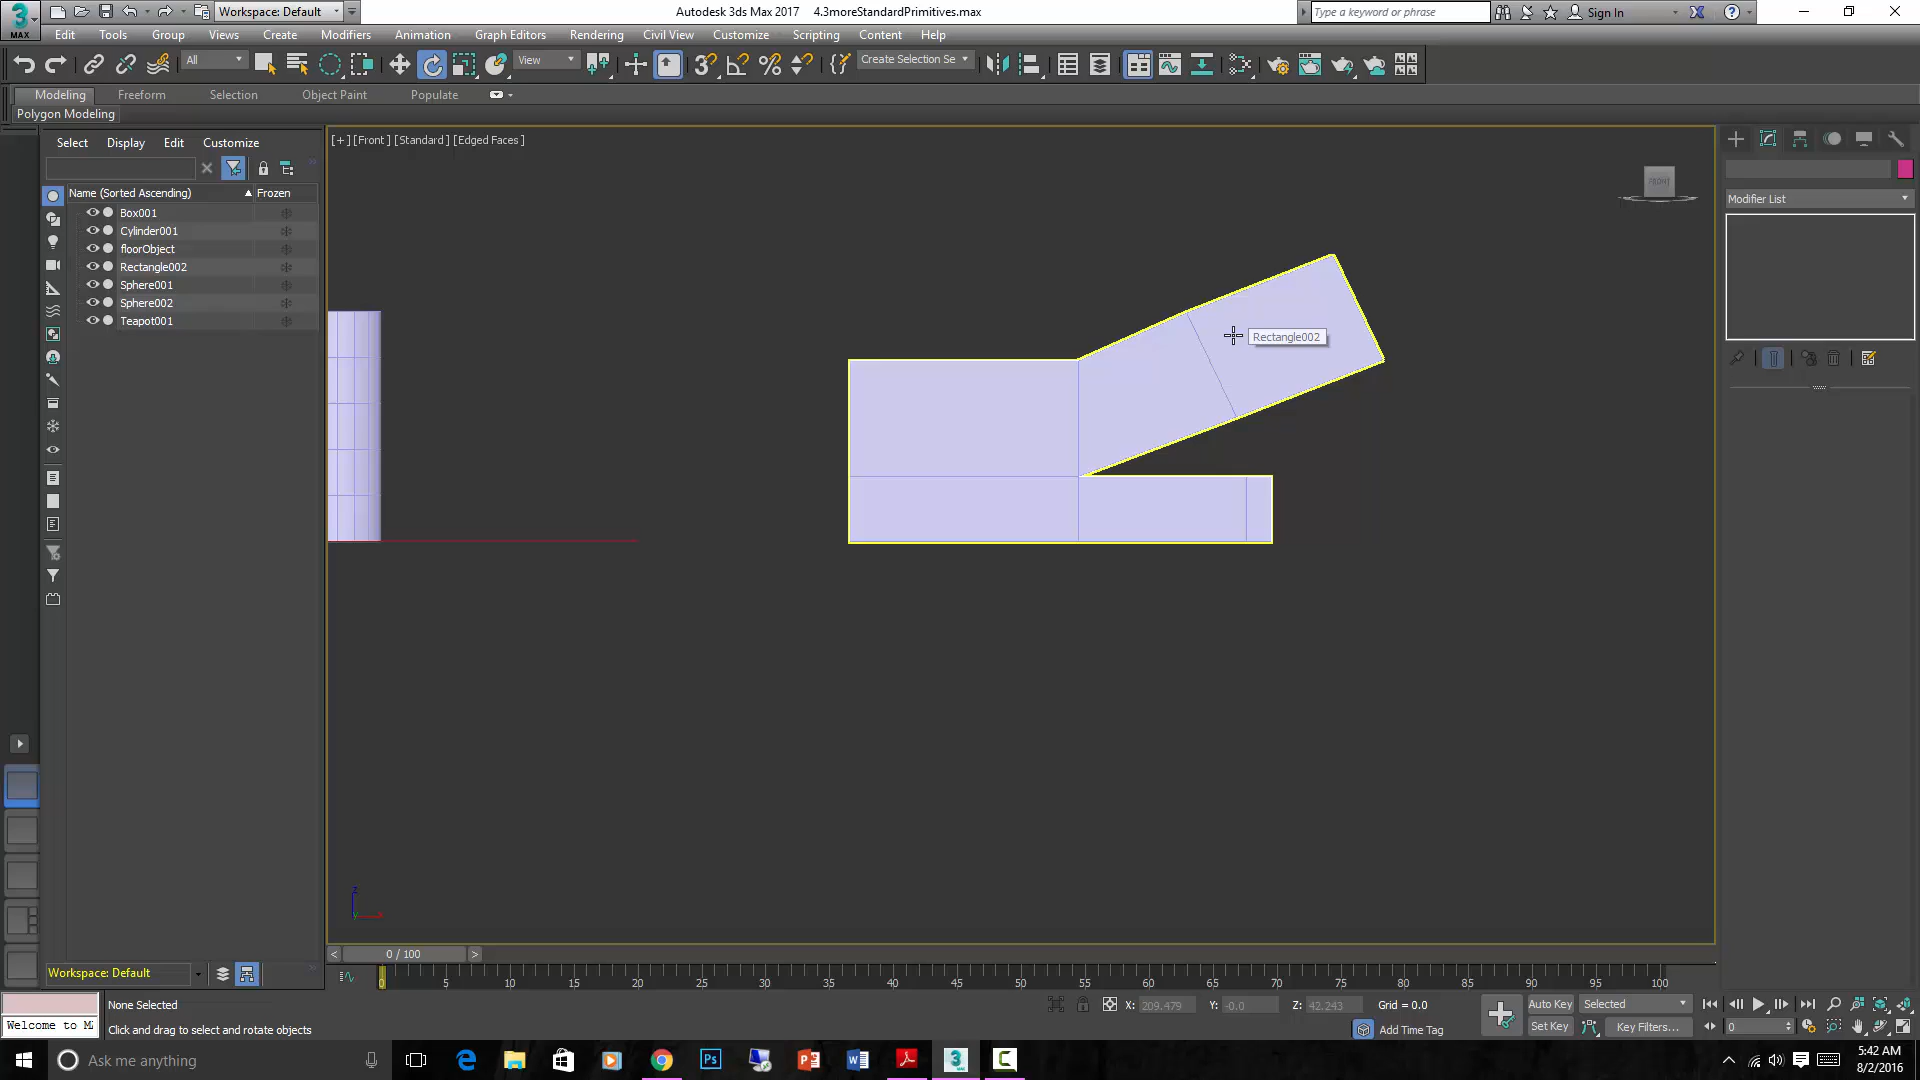 Workspace: Default
Autodesk 3ds Max 2017    4.3moreStandardPrimitives.max
Type a keyword or phrase
Sign In
MAX
Edit Tools Group Views Create Modifiers Animation Graph Editors Rendering Civil View Customize Scripting Content Help
All
View
Create Selection Se
Modeling Freeform Selection Object Paint Populate
Polygon Modeling
Select Display Edit Customize
Name (Sorted Ascending) Frozen
Box001
Cylinder001
floorObject
Rectangle002
Sphere001
Sphere002
Teapot001
[+] [Front ] [Standard ] [Edged Faces ]
FRONT
Rectangle002
Modifier List
z
y x
< 0 / 100 >
Workspace: Default
0 5 10 15 20 25 30 35 40 45 50 55 60 65 70 75 80 85 90 95 100
None Selected
X: 209.479 Y: -0.0 Z: 42.243 Grid = 0.0
Auto Key Selected
Welcome to M
Click and drag to select and rotate objects
Add Time Tag
Set Key Key Filters...
0
Ask me anything
5:42 AM
8/2/2016